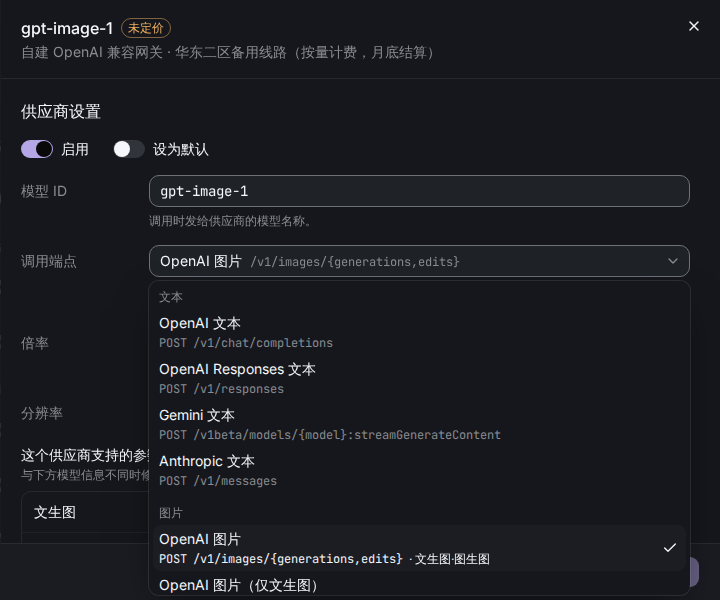 gpt-image-1 未定价
自建 OpenAI 兼容网关 · 华东二区备用线路（按量计费，月底结算）
供应商设置
启用 设为默认
模型 ID gpt-image-1
调用时发给供应商的模型名称。
调用端点 OpenAI 图片 /v1/images/{generations,edits}
文本
OpenAI 文本
POST /v1/chat/completions
倍率
OpenAI Responses 文本
POST /v1/responses
分辨率
Gemini 文本
POST /v1beta/models/{model}:streamGenerateContent
这个供应商支持的参
Anthropic 文本
与下方模型信息不同时
POST /v1/messages
文生图
图片
OpenAI 图片
POST /v1/images/{generations,edits} · 文生图·图生图
OpenAI 图片（仅文生图）